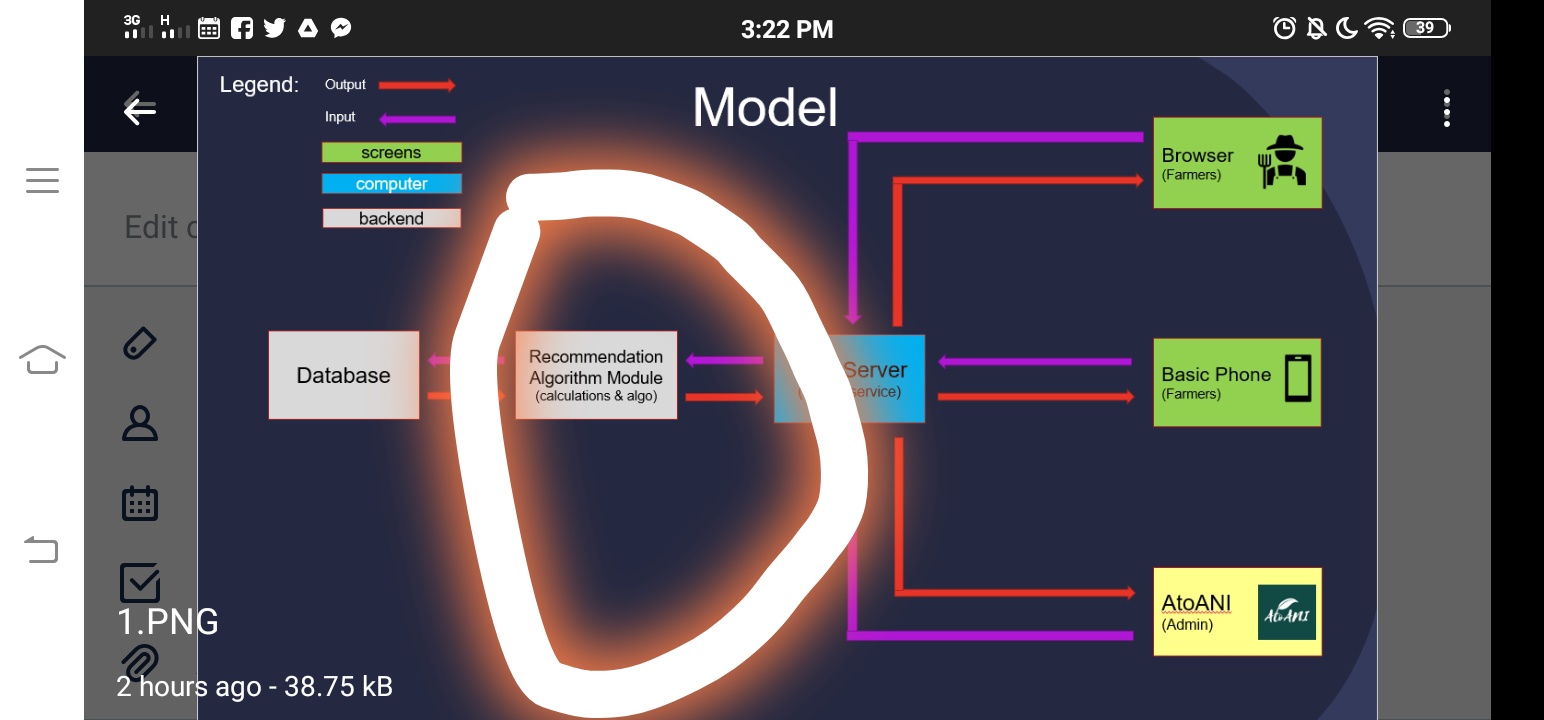 3G H
3:22 PM
39
Legend:
Output
Input
screens
computer
backend
Model
Browser
(Farmers)
Edit
Database
Recommendation
Algorithm Module
(calculations & algo)
Server
service)
Basic Phone
(Farmers)
AtoANI
(Admin)
AtoANI
1.PNG
2 hours ago - 38.75 kB